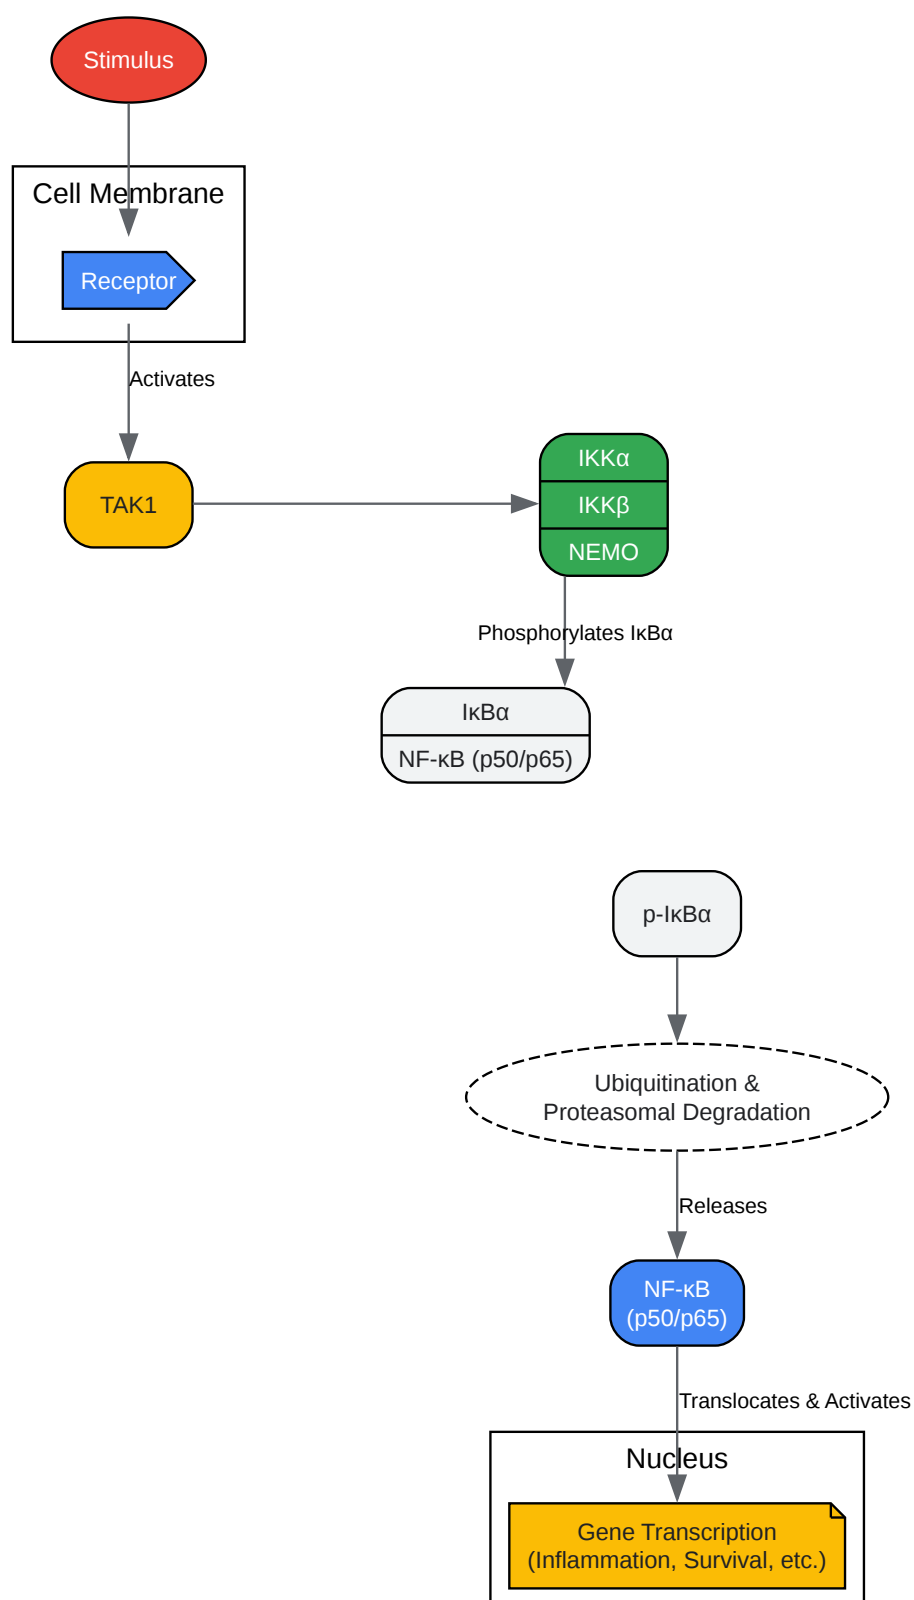 Stimulus
Cell Membrane
Receptor
Activates
TAK1
IKKα
IKKβ
NEMO
Phosphorylates IκBα
IκBα
NF-κB (p50/p65)
p-IκBα
Ubiquitination &
Proteasomal Degradation
Releases
NF-κB
(p50/p65)
Translocates & Activates
Nucleus
Gene Transcription
(Inflammation, Survival, etc.)